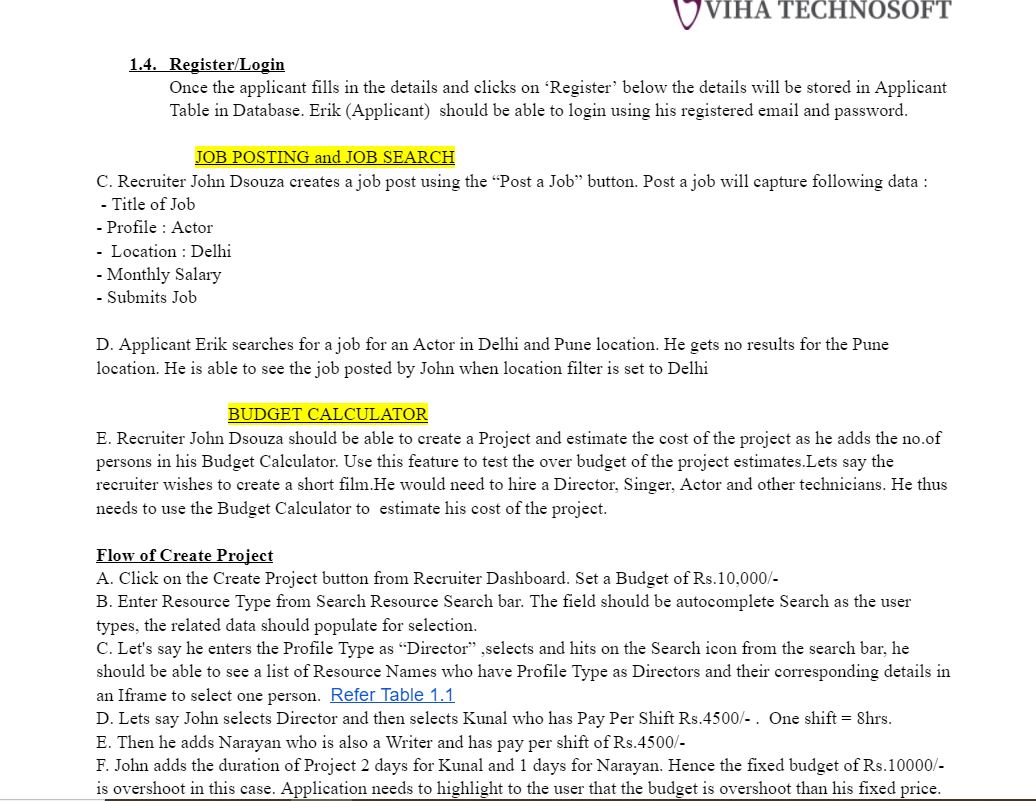 VIHA TECHNOSOFT
1.4. Register/Login
Once the applicant fills in the details and clicks on ‘Register’ below the details will be stored in Applicant
Table in Database. Erik (Applicant)  should be able to login using his registered email and password.
JOB POSTING and JOB SEARCH
C. Recruiter John Dsouza creates a job post using the “Post a Job” button. Post a job will capture following data :
- Title of Job
- Profile : Actor
-  Location : Delhi
- Monthly Salary
- Submits Job
D. Applicant Erik searches for a job for an Actor in Delhi and Pune location. He gets no results for the Pune
location. He is able to see the job posted by John when location filter is set to Delhi
BUDGET CALCULATOR
E. Recruiter John Dsouza should be able to create a Project and estimate the cost of the project as he adds the no.of
persons in his Budget Calculator. Use this feature to test the over budget of the project estimates.Lets say the
recruiter wishes to create a short film.He would need to hire a Director, Singer, Actor and other technicians. He thus
needs to use the Budget Calculator to  estimate his cost of the project.
Flow of Create Project
A. Click on the Create Project button from Recruiter Dashboard. Set a Budget of Rs.10,000/-
B. Enter Resource Type from Search Resource Search bar. The field should be autocomplete Search as the user
types, the related data should populate for selection.
C. Let's say he enters the Profile Type as “Director” ,selects and hits on the Search icon from the search bar, he
should be able to see a list of Resource Names who have Profile Type as Directors and their corresponding details in
an Iframe to select one person.  Refer Table 1.1
D. Lets say John selects Director and then selects Kunal who has Pay Per Shift Rs.4500/- .  One shift = 8hrs.
E. Then he adds Narayan who is also a Writer and has pay per shift of Rs.4500/-
F. John adds the duration of Project 2 days for Kunal and 1 days for Narayan. Hence the fixed budget of Rs.10000/-
is overshoot in this case. Application needs to highlight to the user that the budget is overshoot than his fixed price.